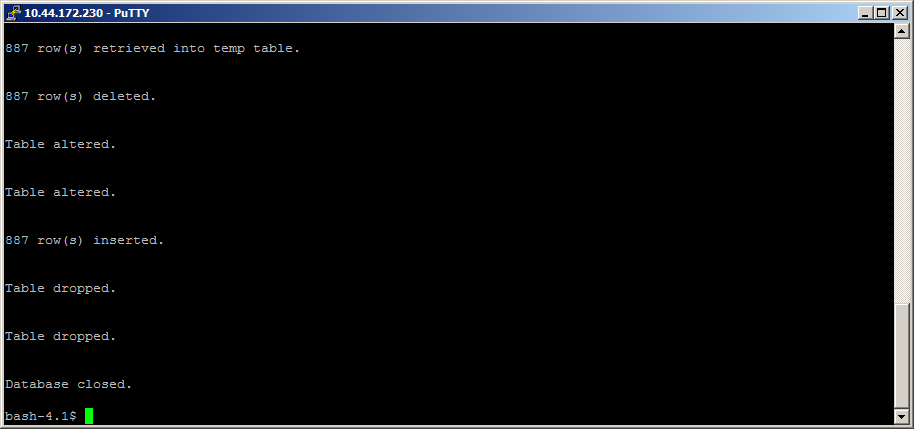 10.44.172.230 - PuTTY
887 row(s) retrieved into temp table.
887 row(s) deleted.
Table altered.
Table altered.
887 row(s) inserted.
Table dropped.
Table dropped.
Database closed.
bash-4.1$